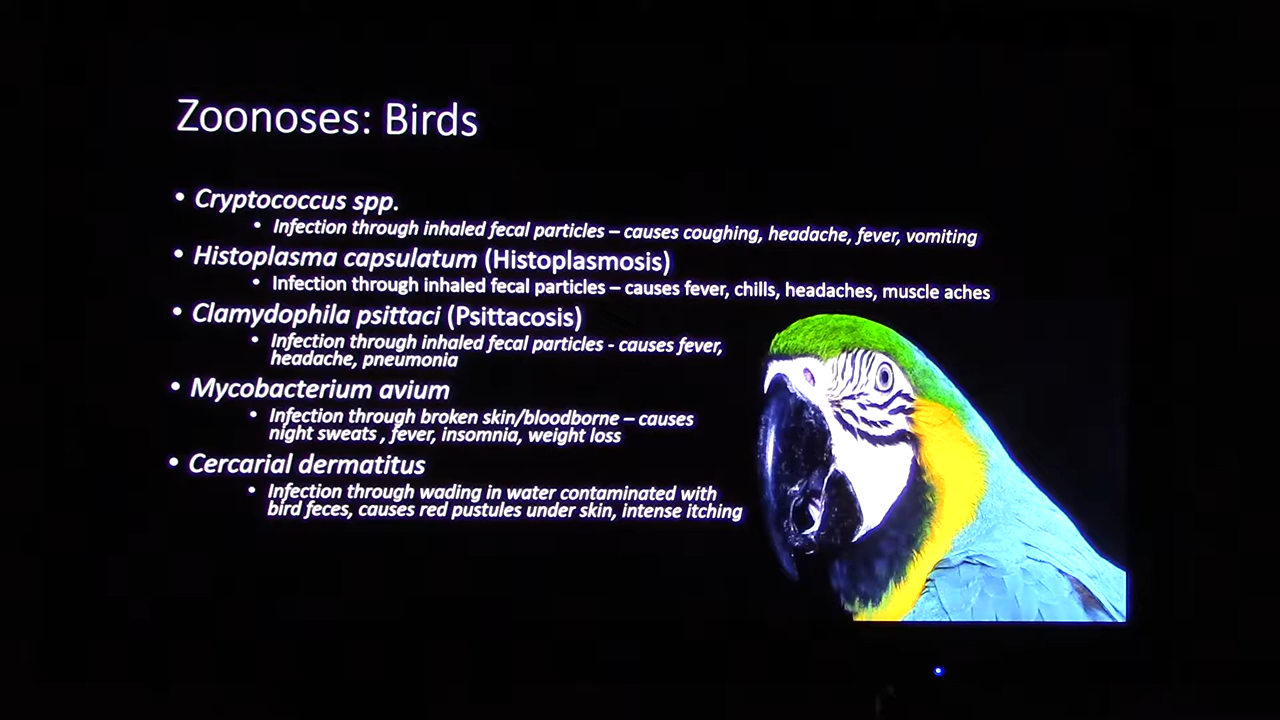 Zoonoses: Birds
• Cryptococcus spp.
• Infection through inhaled fecal particles – causes coughing, headache, fever, vomiting
• Histoplasma capsulatum (Histoplasmosis)
• Infection through inhaled fecal particles – causes fever, chills, headaches, muscle aches
• Clamydophila psittaci (Psittacosis)
• Infection through inhaled fecal particles - causes fever,
headache, pneumonia
• Mycobacterium avium
• Infection through broken skin/bloodborne – causes
night sweats , fever, insomnia, weight loss
• Cercarial dermatitus
• Infection through wading in water contaminated with
bird feces, causes red pustules under skin, intense itching